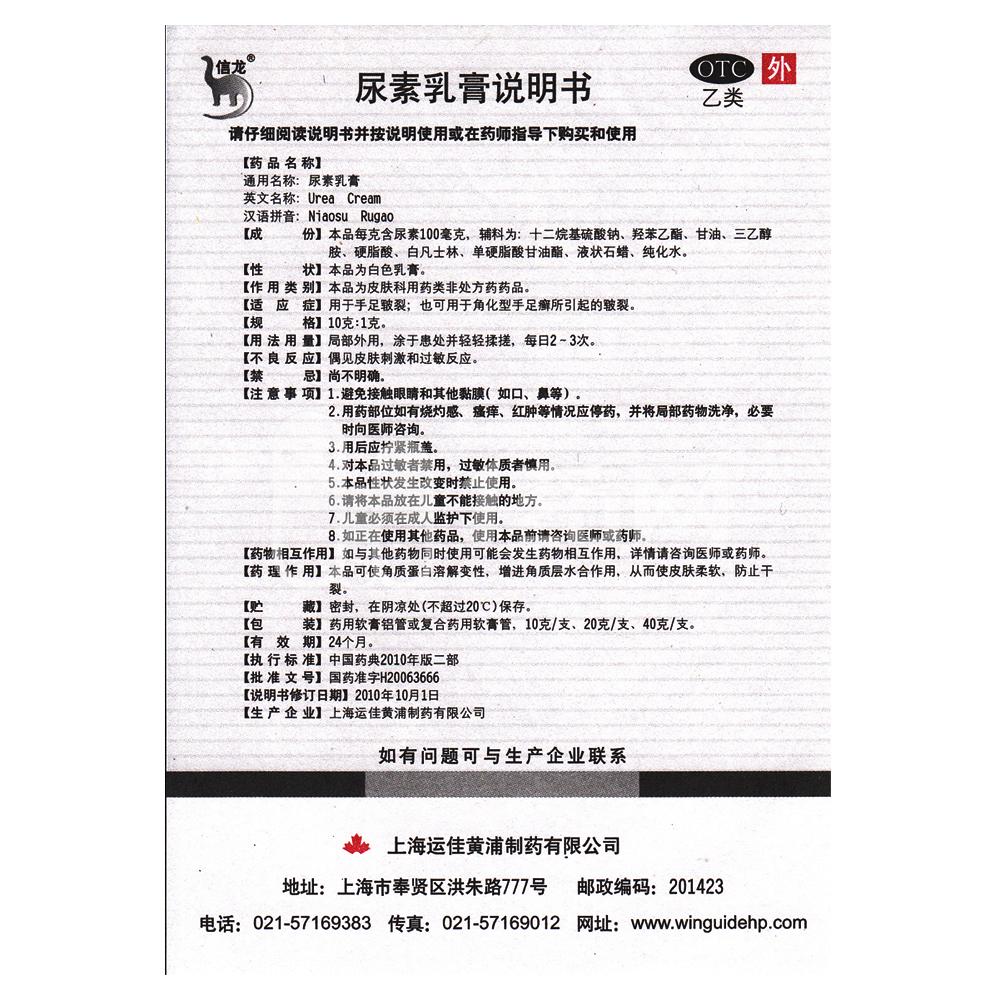 信龙®
OTC 外
乙类
尿素乳膏说明书
请仔细阅读说明书并按说明使用或在药师指导下购买和使用
【药品名称】
通用名称：尿素乳膏
英文名称：Urea Cream
汉语拼音：Niaosu Rugao
【成 份】本品每克含尿素100毫克，辅料为：十二烷基硫酸钠、羟苯乙酯、甘油、三乙醇
胺、硬脂酸、白凡士林、单硬脂酸甘油酯、液状石蜡、纯化水。
【性 状】本品为白色乳膏。
【作用类别】本品为皮肤科用药类非处方药药品。
【适 应 症】用于手足皲裂；也可用于角化型手足癣所引起的皲裂。
【规 格】10克:1克。
【用法用量】局部外用，涂于患处并轻轻揉搓，每日2～3次。
【不良反应】偶见皮肤刺激和过敏反应。
【禁 忌】尚不明确。
【注意事项】1.避免接触眼睛和其他黏膜（如口、鼻等）。
2.用药部位如有烧灼感、瘙痒、红肿等情况应停药，并将局部药物洗净，必要
时向医师咨询。
3.用后应拧紧瓶盖。
4.对本品过敏者禁用，过敏体质者慎用。
5.本品性状发生改变时禁止使用。
6.请将本品放在儿童不能接触的地方。
7.儿童必须在成人监护下使用。
8.如正在使用其他药品，使用本品前请咨询医师或药师。
【药物相互作用】如与其他药物同时使用可能会发生药物相互作用，详情请咨询医师或药师。
【药理作用】本品可使角质蛋白溶解变性，增进角质层水合作用，从而使皮肤柔软，防止干
裂。
【贮 藏】密封，在阴凉处(不超过20℃)保存。
【包 装】药用软膏铝管或复合药用软膏管，10克/支、20克/支、40克/支。
【有 效 期】24个月。
【执行标准】中国药典2010年版二部
【批准文号】国药准字H20063666
【说明书修订日期】2010年10月1日
【生产企业】上海运佳黄浦制药有限公司
如有问题可与生产企业联系
上海运佳黄浦制药有限公司
地址：上海市奉贤区洪朱路777号 邮政编码：201423
电话：021-57169383 传真：021-57169012 网址：www.winguidehp.com